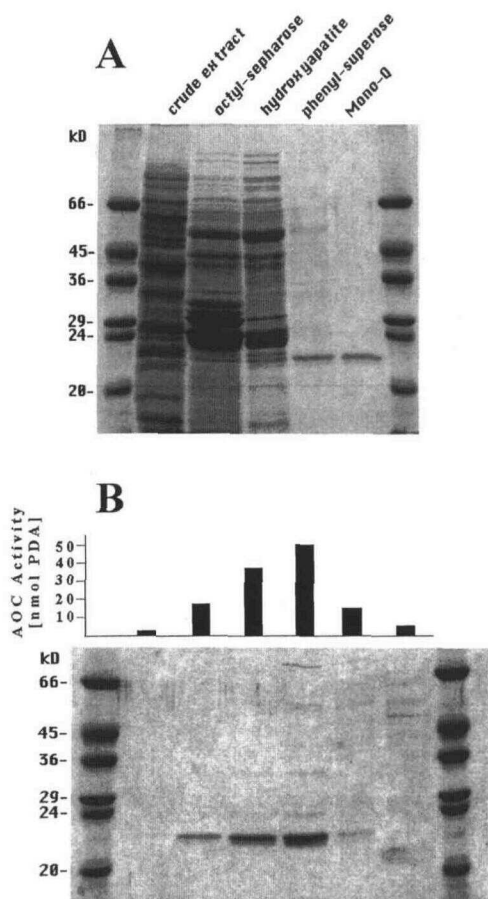 A
crude extract
octyl-sepharose
hydroxyapatite
phenyl-superose
Mono-Q
kD
66-
45-
36-
29-
24-
20-
B
AOC Activity
[nmol PDA]
50
40
30
20
10
kD
66-
45-
36-
29-
24-
20-